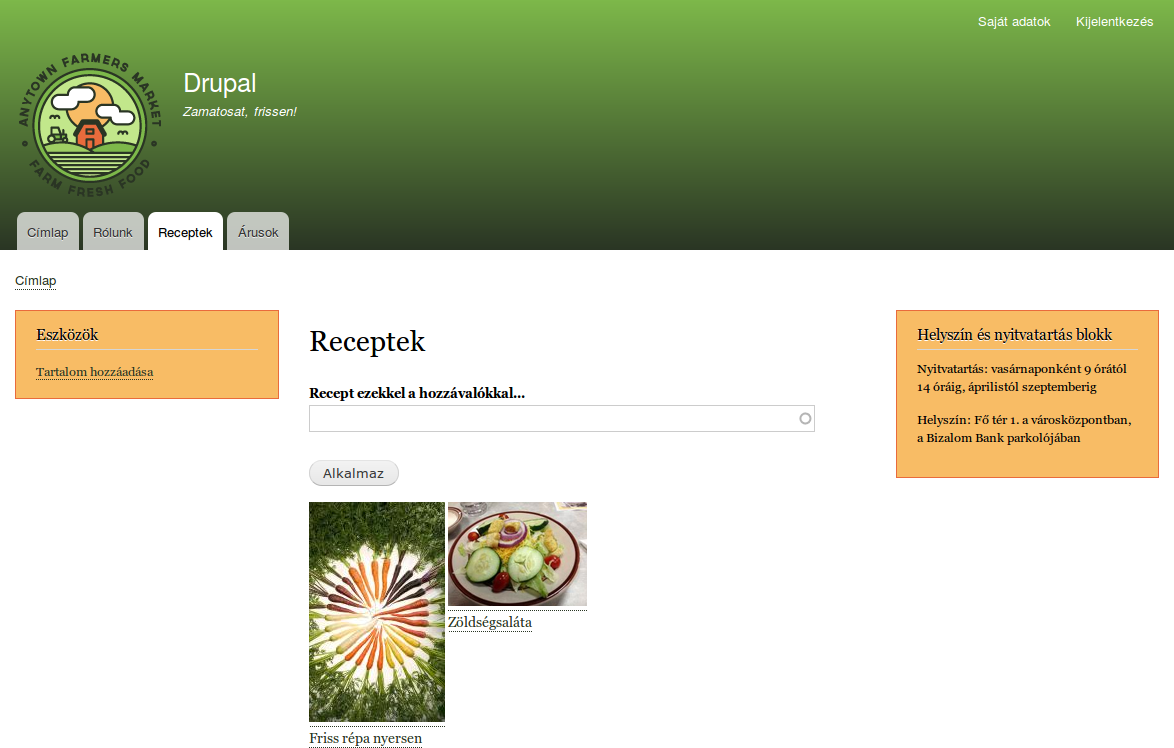 Saját adatok
Kijelentkezés
ANYTOWN FARMERS MARKET
FARM FRESH FOOD
Drupal
Zamatosat, frissen!
Címlap
Rólunk
Receptek
Árusok
Címlap
Eszközök
Tartalom hozzáadása
Receptek
Recept ezekkel a hozzávalókkal...
Alkalmaz
Friss répa nyersen
Zöldségsaláta
Helyszín és nyitvatartás blokk
Nyitvatartás: vasárnaponként 9 órától
14 óráig, áprilistól szeptemberig
Helyszín: Fő tér 1. a városközpontban,
a Bizalom Bank parkolójában